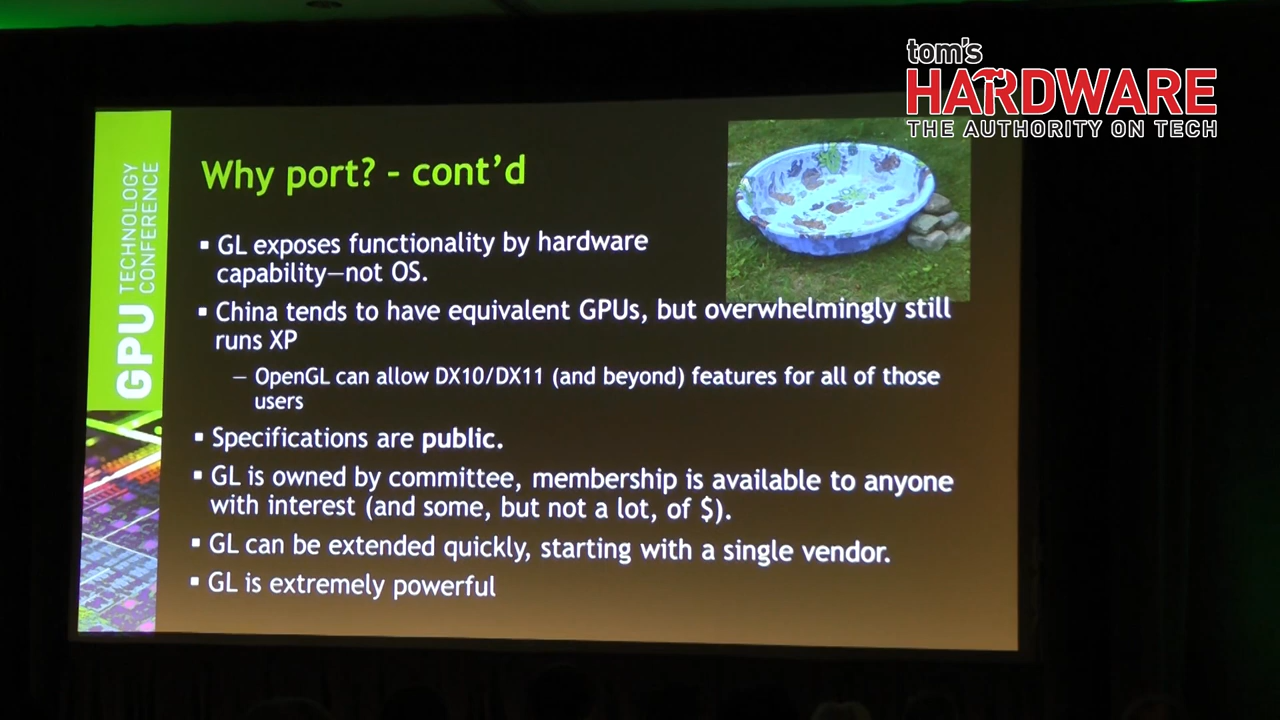 tom's
HARDWARE
THE AUTHORITY ON TECH
GPU TECHNOLOGY
CONFERENCE
Why port? - cont'd
▪ GL exposes functionality by hardware
capability—not OS.
▪ China tends to have equivalent GPUs, but overwhelmingly still
runs XP
— OpenGL can allow DX10/DX11 (and beyond) features for all of those
users
▪ Specifications are public.
▪ GL is owned by committee, membership is available to anyone
with interest (and some, but not a lot, of $).
▪ GL can be extended quickly, starting with a single vendor.
▪ GL is extremely powerful